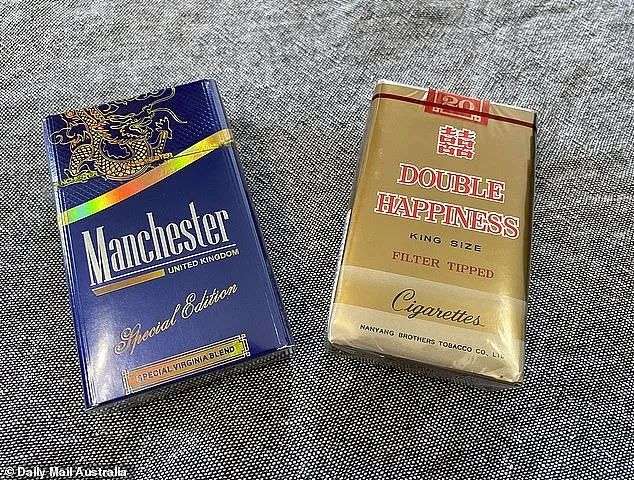 Manchester
UNITED KINGDOM
Special Edition
SPECIAL VIRGINIA BLEND
20
囍
DOUBLE
HAPPINESS
KING SIZE
FILTER TIPPED
Cigarettes
NANYANG BROTHERS TOBACCO CO. LTD
© Daily Mail Australia